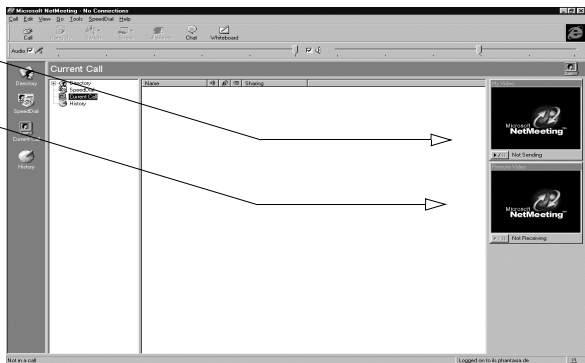 Microsoft NetMeeting - No Connections
Call Edit View Go Tools SpeedDial Help
Call Switch Share Chat Whiteboard
Audio
Current Call
Directory
SpeedDial
Current Call
History
Directory
SpeedDial
Current Call
History
Name Sharing
My Video
Microsoft
NetMeeting
Not Sending
Remote Video
Microsoft
NetMeeting
Not Receiving
Not in a call
Logged on to ils.phantasia.de